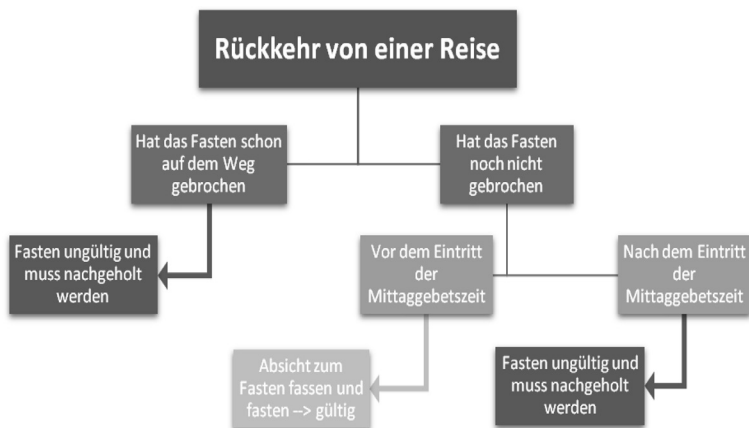 Rückkehr von einer Reise
Hat das Fasten schon
auf dem Weg
gebrochen
Hat das Fasten
noch nicht
gebrochen
Fasten ungültig und
muss nachgeholt
werden
Vor dem Eintritt
der
Mittaggebetszeit
Nach dem Eintritt
der
Mittaggebetszeit
Absicht zum
Fasten fassen und
fasten --> gültig
Fasten ungültig und
muss nachgeholt
werden